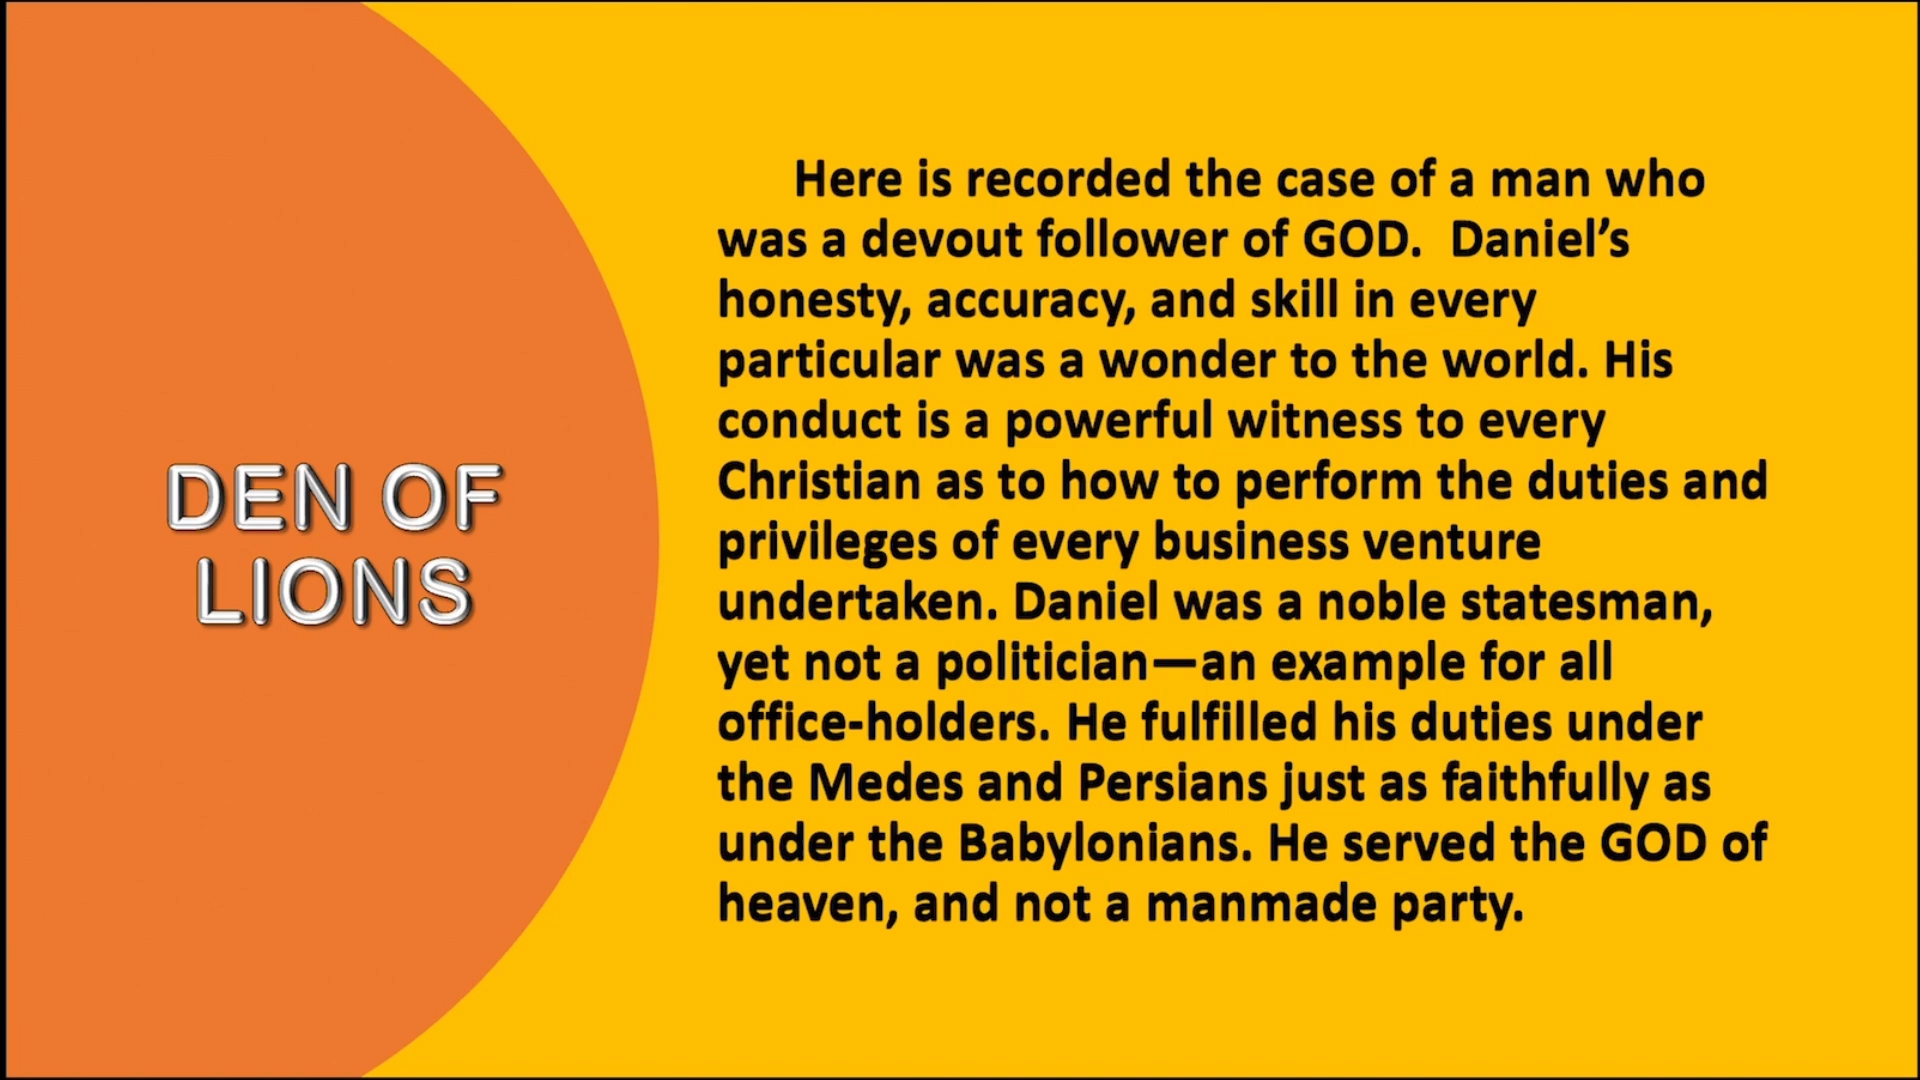 DEN OF
LIONS
Here is recorded the case of a man who
was a devout follower of GOD.  Daniel’s
honesty, accuracy, and skill in every
particular was a wonder to the world. His
conduct is a powerful witness to every
Christian as to how to perform the duties and
privileges of every business venture
undertaken. Daniel was a noble statesman,
yet not a politician—an example for all
office-holders. He fulfilled his duties under
the Medes and Persians just as faithfully as
under the Babylonians. He served the GOD of
heaven, and not a manmade party.